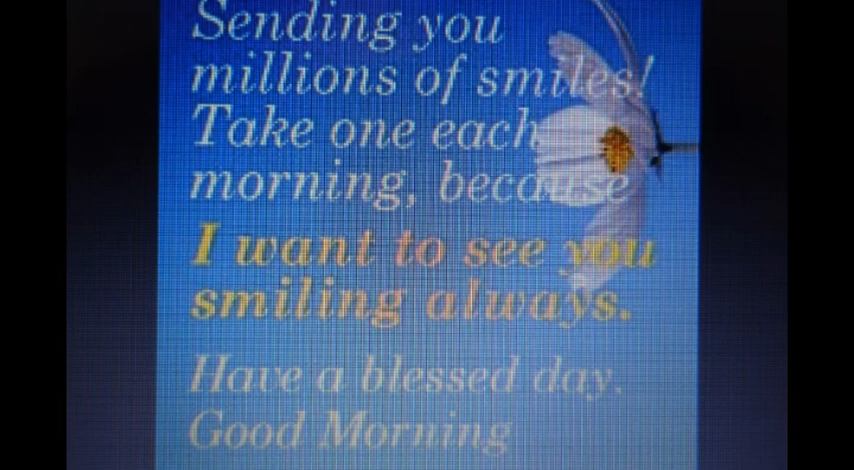 Sending you
millions of smiles!
Take one each
morning, because
I want to see you
smiling always.
Have a blessed day.
Good Morning